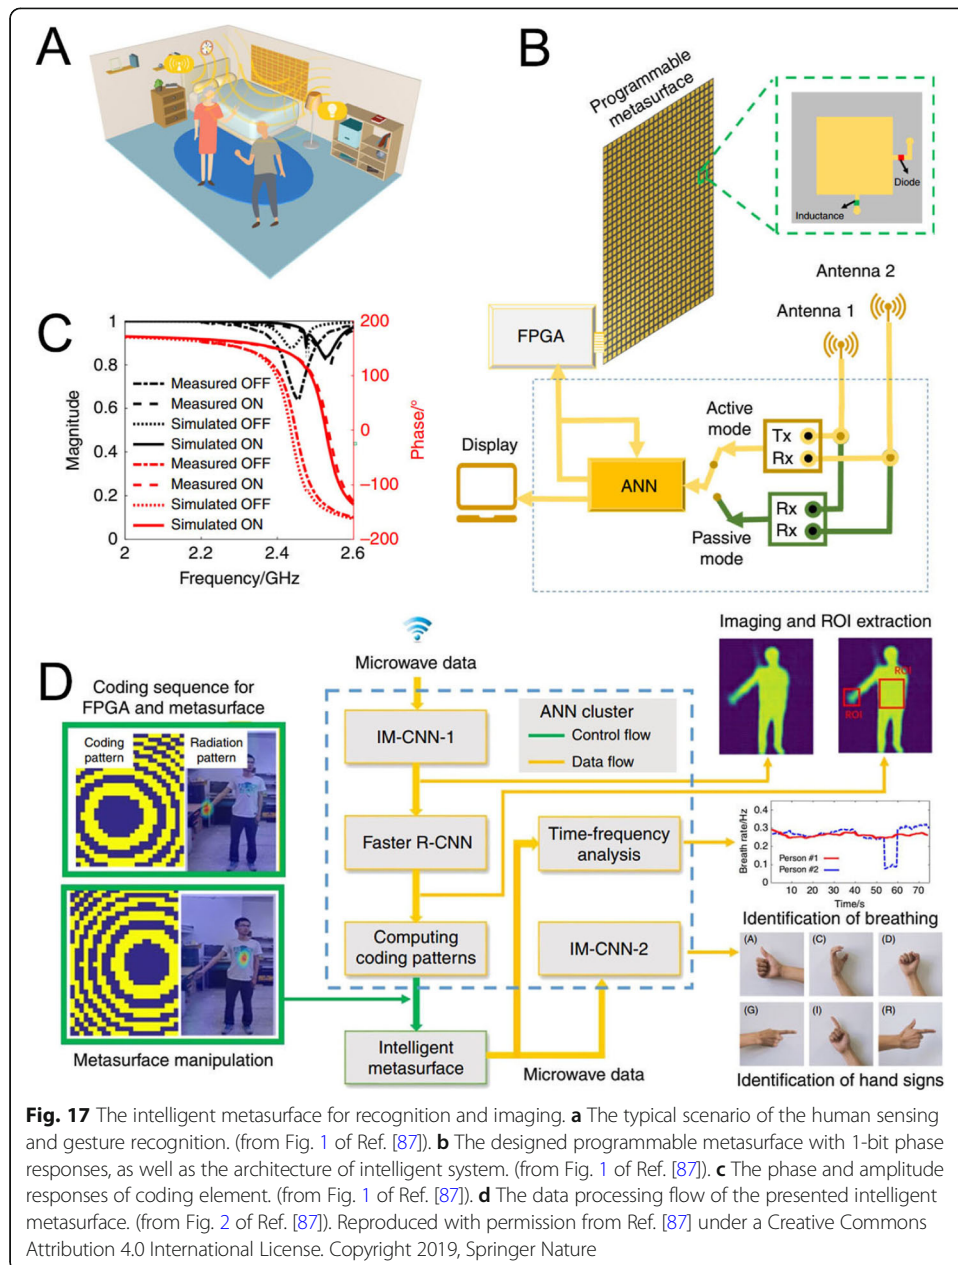 A
B
Programmable
metasurface
Diode
Inductance
Antenna 2
Antenna 1
FPGA
Active
mode
Tx
Rx
Display
ANN
Rx
Rx
Passive
mode
C
1
0.8
0.6
0.4
0.2
0
Magnitude
200
100
0
−100
−200
Phase/°
Measured OFF
Measured ON
Simulated OFF
Simulated ON
Measured OFF
Measured ON
Simulated OFF
Simulated ON
2
2.2
2.4
2.6
Frequency/GHz
D
Coding sequence for
FPGA and metasurface
Coding
pattern
Radiation
pattern
Metasurface manipulation
Microwave data
IM-CNN-1
ANN cluster
Control flow
Data flow
Faster R-CNN
Time-frequency
analysis
Computing
coding patterns
IM-CNN-2
Intelligent
metasurface
Microwave data
Imaging and ROI extraction
ROI
ROI
0.4
0.3
0.2
0.1
0
Breath rate/Hz
Person #1
Person #2
10 20 30 40 50 60 70
Time/s
Identification of breathing
(A)
(C)
(D)
(G)
(I)
(R)
Identification of hand signs
Fig. 17 The intelligent metasurface for recognition and imaging. a The typical scenario of the human sensing
and gesture recognition. (from Fig. 1 of Ref. [87]). b The designed programmable metasurface with 1-bit phase
responses, as well as the architecture of intelligent system. (from Fig. 1 of Ref. [87]). c The phase and amplitude
responses of coding element. (from Fig. 1 of Ref. [87]). d The data processing flow of the presented intelligent
metasurface. (from Fig. 2 of Ref. [87]). Reproduced with permission from Ref. [87] under a Creative Commons
Attribution 4.0 International License. Copyright 2019, Springer Nature